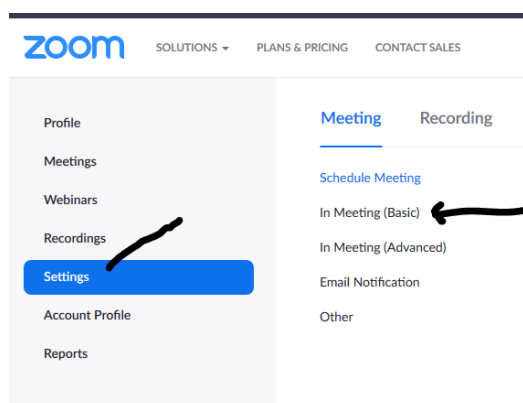 zoom SOLUTIONS PLANS & PRICING CONTACT SALES
Profile
Meetings
Webinars
Recordings
Settings
Account Profile
Reports
Meeting Recording
Schedule Meeting
In Meeting (Basic)
In Meeting (Advanced)
Email Notification
Other